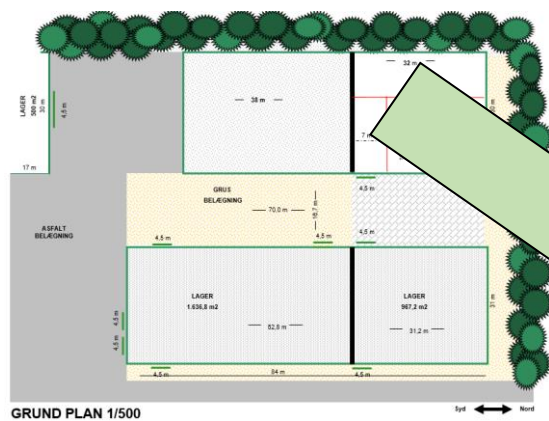 32 m
LAGER
500 m2
30 m
4,5 m
38 m
7 m
17 m
4,5 m
GRUS
BELÆGNING
70,0 m
ASFALT
BELÆGNING
4,5 m
4,5 m
4,5 m
LAGER
1.636,8 m2
LAGER
967,2 m2
31 m
4,5 m
4,5 m
52,8 m
31,2 m
4,5 m
84 m
4,5 m
GRUND PLAN 1/500
Syd
Nord